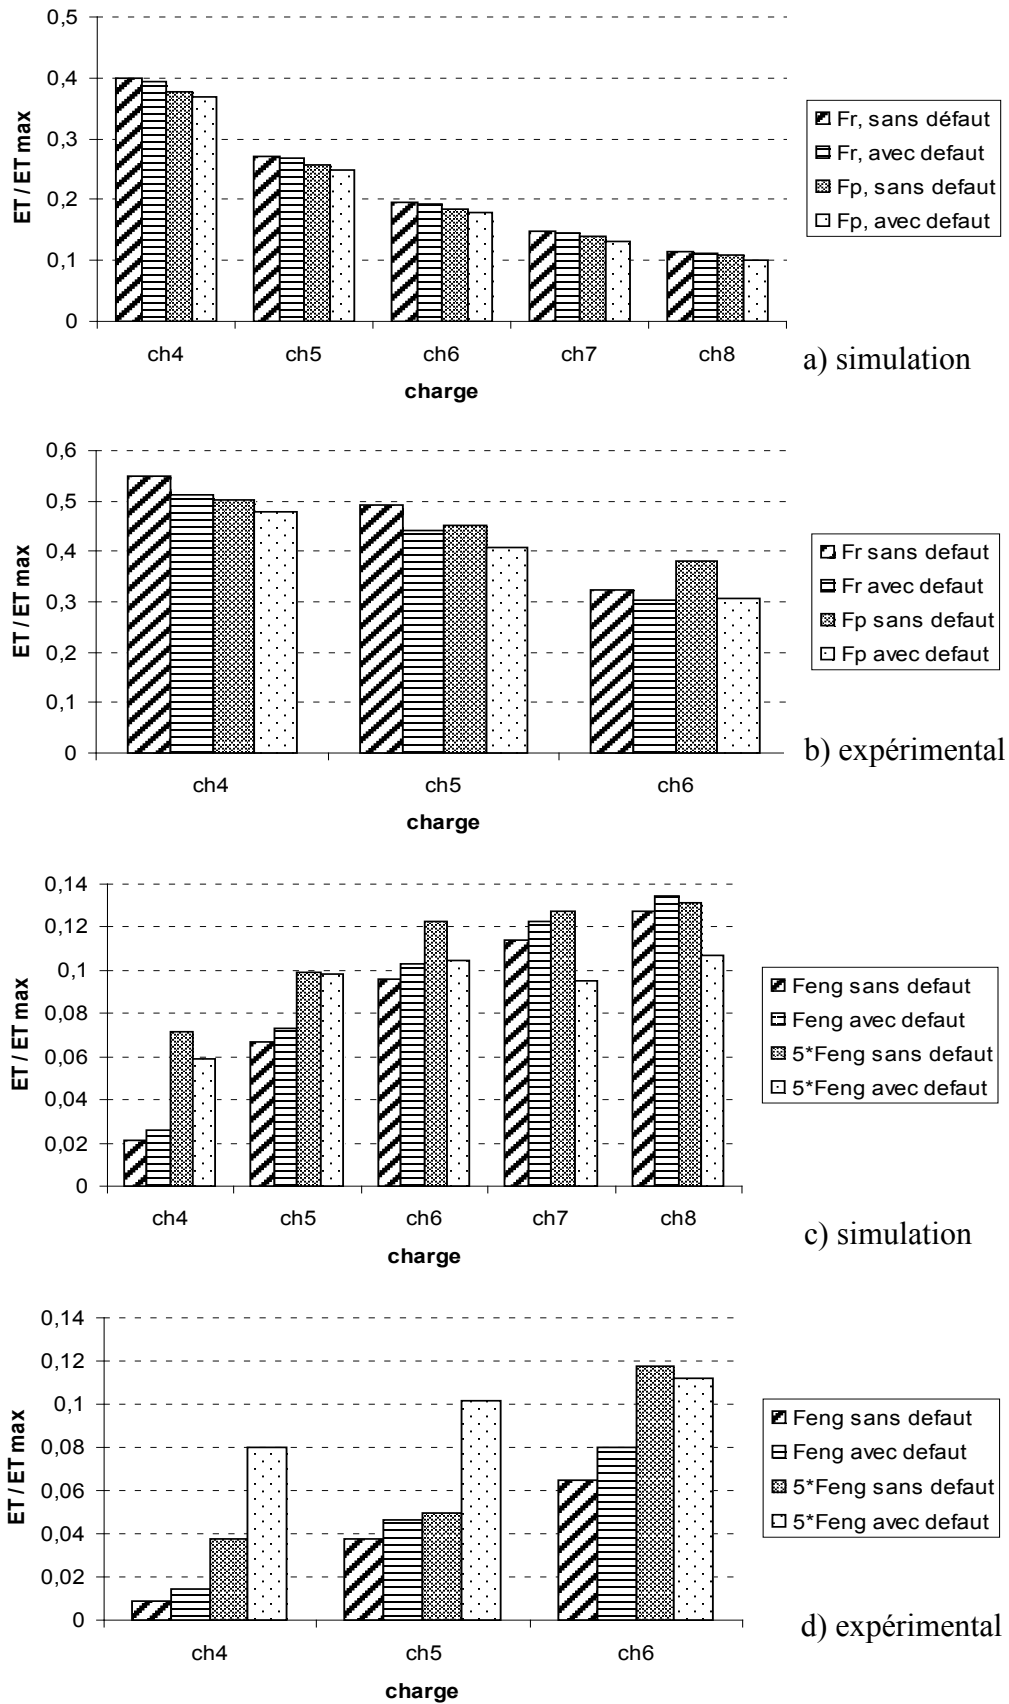 0,5
0,4
0,3
0,2
0,1
0
ET / ET max
ch4 ch5 ch6 ch7 ch8
charge
Fr, sans défaut
Fr, avec defaut
Fp, sans defaut
Fp, avec defaut
a) simulation
0,6
0,5
0,4
0,3
0,2
0,1
0
ET / ET max
ch4 ch5 ch6
charge
Fr sans defaut
Fr avec defaut
Fp sans defaut
Fp avec defaut
b) expérimental
0,14
0,12
0,1
0,08
0,06
0,04
0,02
0
ET / ET max
ch4 ch5 ch6 ch7 ch8
charge
Feng sans defaut
Feng avec defaut
5*Feng sans defaut
5*Feng avec defaut
c) simulation
0,14
0,12
0,1
0,08
0,06
0,04
0,02
0
ET / ET max
ch4 ch5 ch6
charge
Feng sans defaut
Feng avec defaut
5*Feng sans defaut
5*Feng avec defaut
d) expérimental